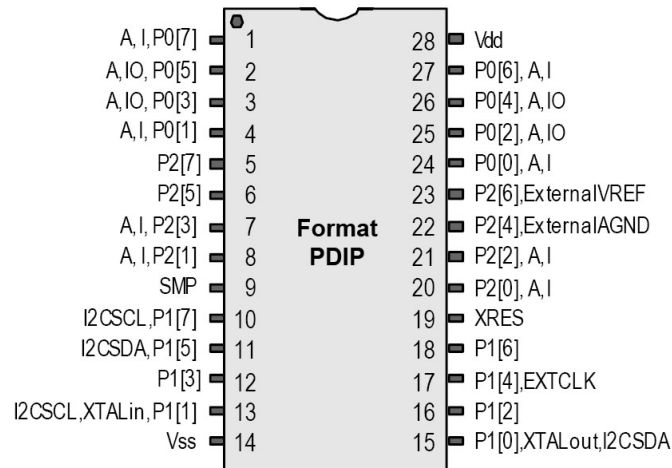 A, I, P0[7] 1 28 Vdd
A, IO, P0[5] 2 27 P0[6], A, I
A, IO, P0[3] 3 26 P0[4], A, IO
A, I, P0[1] 4 25 P0[2], A, IO
P2[7] 5 24 P0[0], A, I
P2[5] 6 23 P2[6],ExternalVREF
A, I, P2[3] 7 Format 22 P2[4],ExternalAGND
A, I, P2[1] 8 PDIP 21 P2[2], A, I
SMP 9 20 P2[0], A, I
I2CSCL,P1[7] 10 19 XRES
I2CSDA,P1[5] 11 18 P1[6]
P1[3] 12 17 P1[4],EXTCLK
I2CSCL,XTALin,P1[1] 13 16 P1[2]
Vss 14 15 P1[0],XTALout,I2CSDA